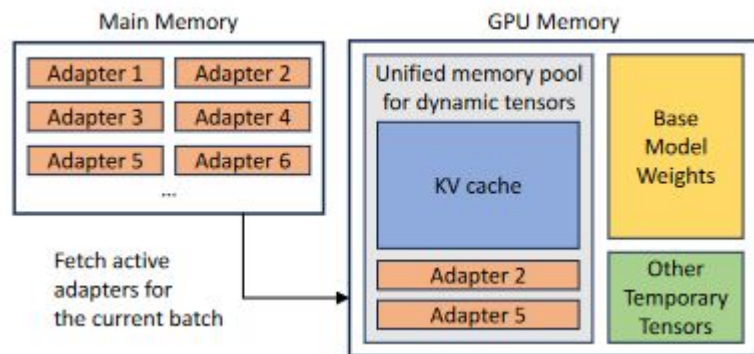 Main Memory
Adapter 1
Adapter 2
Adapter 3
Adapter 4
Adapter 5
Adapter 6
...
Fetch active
adapters for
the current batch
GPU Memory
Unified memory pool
for dynamic tensors
KV cache
Adapter 2
Adapter 5
Base
Model
Weights
Other
Temporary
Tensors